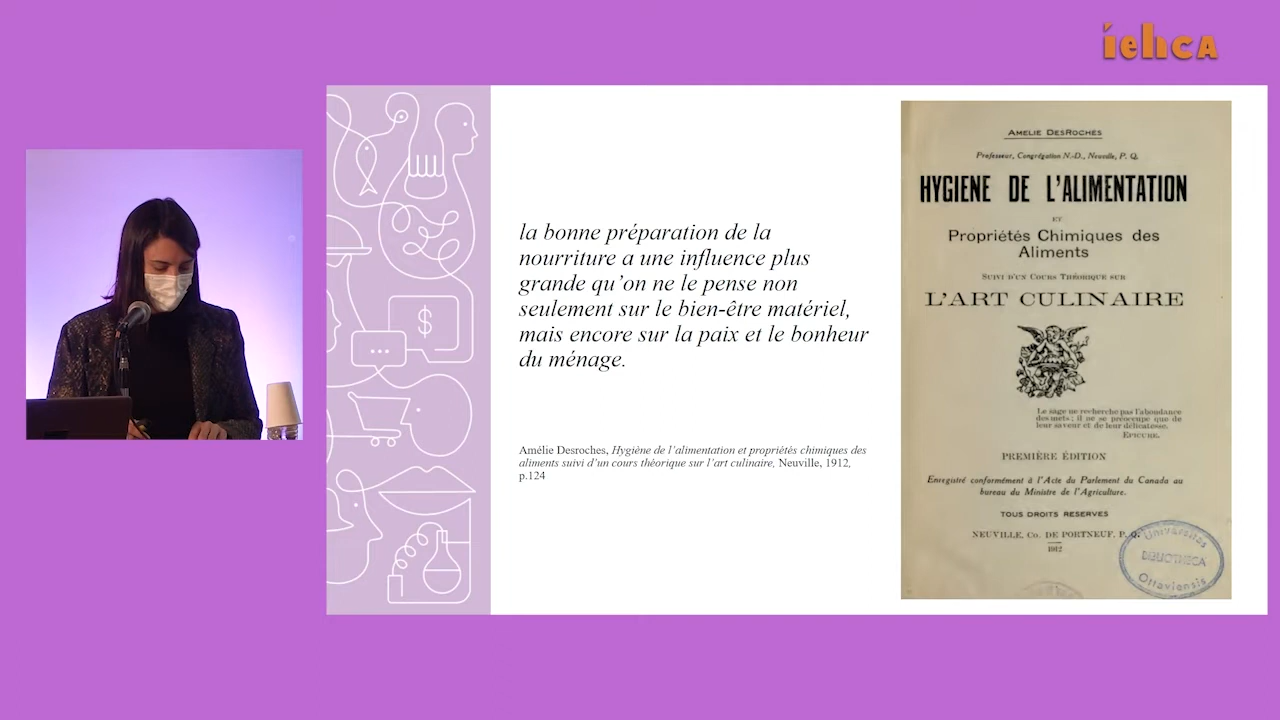 iehca
la bonne préparation de la
nourriture a une influence plus
grande qu’on ne le pense non
seulement sur le bien-être matériel,
mais encore sur la paix et le bonheur
du ménage.
Amélie Desroches, Hygiène de l’alimentation et propriétés chimiques des
aliments suivi d’un cours théorique sur l’art culinaire, Neuville, 1912,
p.124
AMELIE DESROCHES
Professeur, Congrégation N.-D., Neuville, P. Q.
HYGIENE DE L'ALIMENTATION
ET
Propriétés Chimiques des
Aliments
SUIVI D'UN COURS THÉORIQUE SUR
L'ART CULINAIRE
Le sage ne recherche pas l'abondance
des mets ; il ne se préoccupe que de
leur saveur et de leur délicatesse.
EPICURE.
PREMIÈRE ÉDITION
Enregistré conformément à l'Acte du Parlement du Canada au
bureau du Ministre de l'Agriculture.
TOUS DROITS RESERVES
NEUVILLE, Co. DE PORTNEUF, P. Q.
1912
Universitas
BIBLIOTHECA
Ottaviensis
$